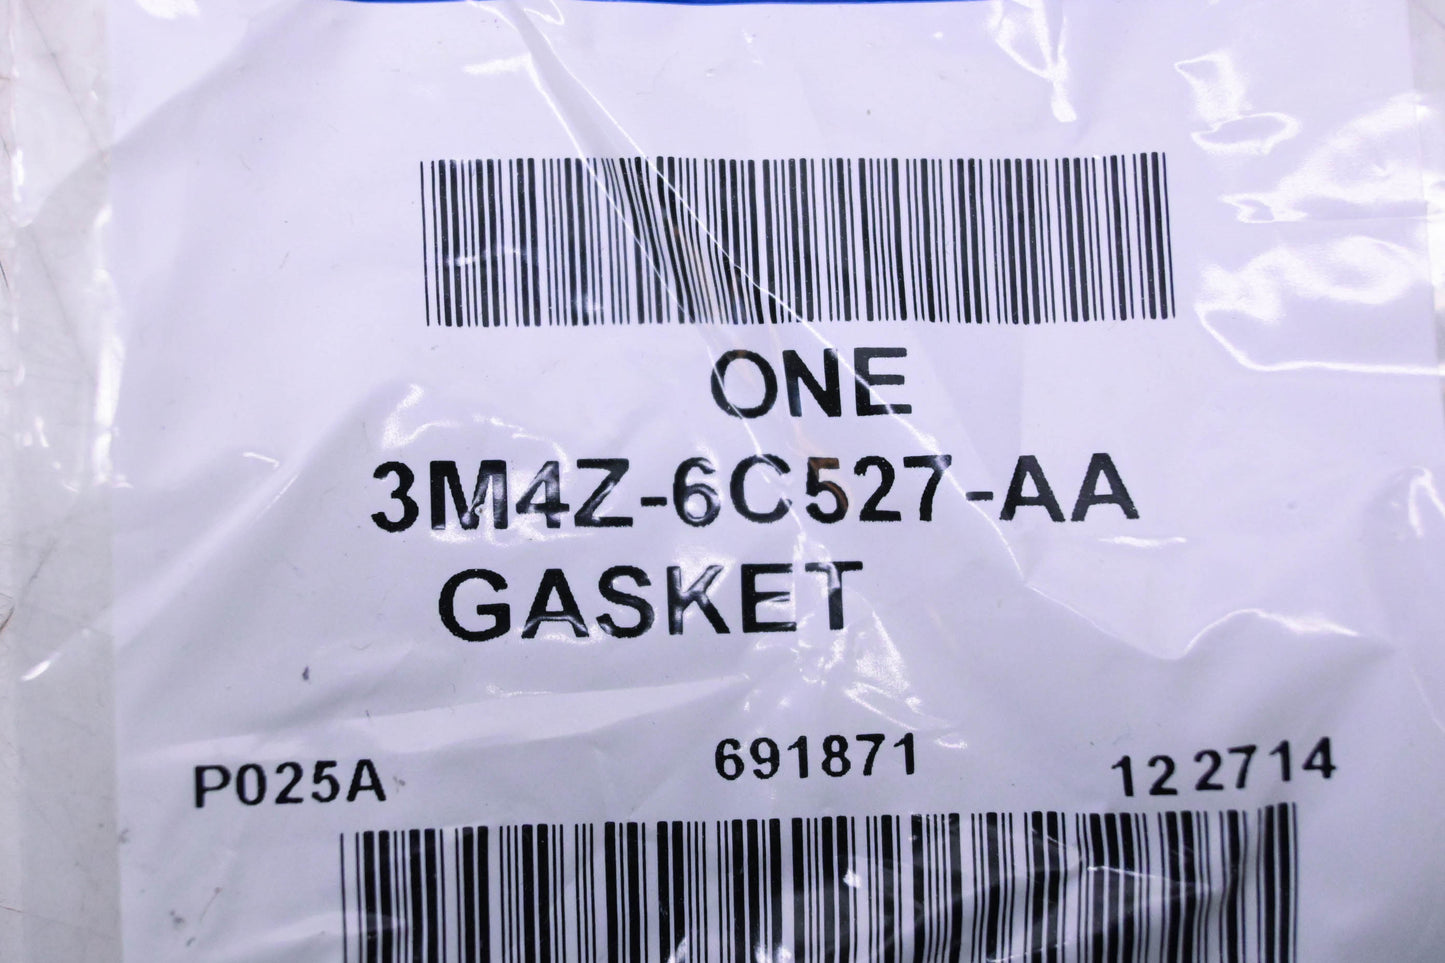 ONE
3M4Z-6C527-AA
GASKET
P025A 691871 12 2714